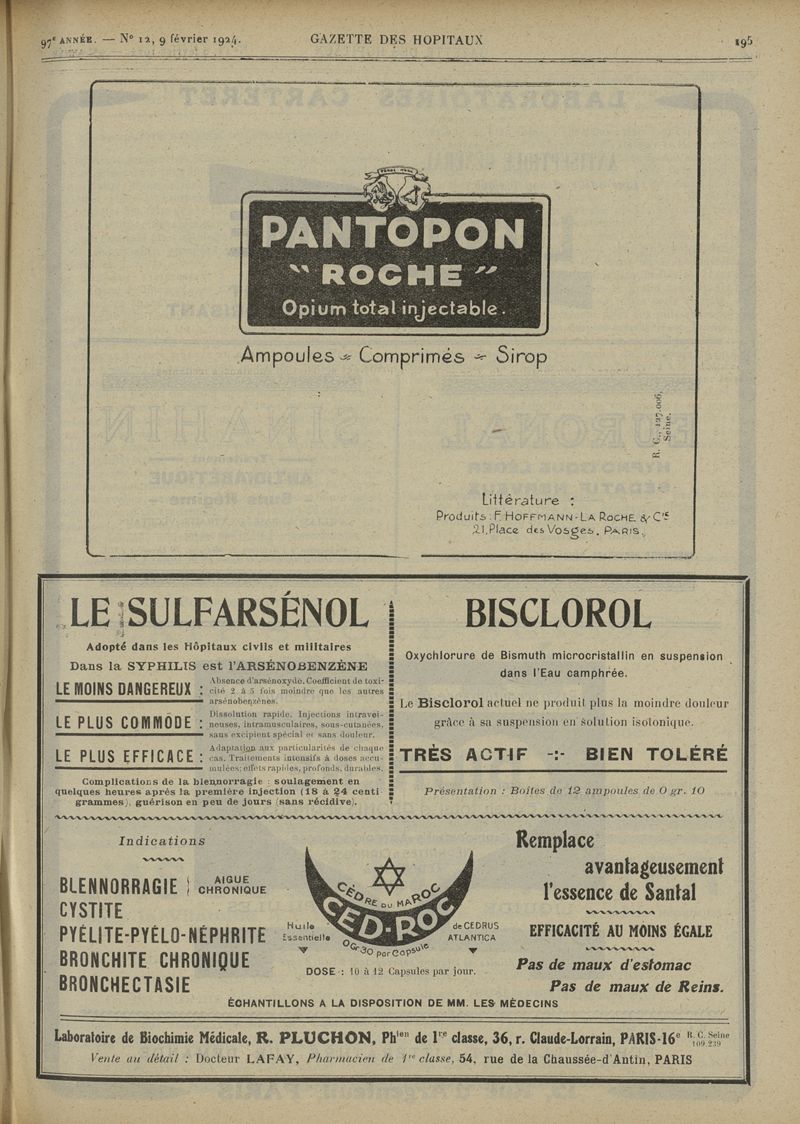 97e ANNÉE. — N° 12, 9 février 1924. GAZETTE DES HOPITAUX 195
PANTOPON
"ROCHE"
Opium total injectable.
Ampoules - Comprimés - Sirop
R. C., 127.006,
Seine.
Littérature :
Produits : F. HOFFMANN-LA ROCHE & Cie
21, Place des Vosges. PARIS.
LE SULFARSÉNOL
Adopté dans les Hôpitaux civils et militaires
Dans la SYPHILIS est l'ARSÉNOBENZÈNE
LE MOINS DANGEREUX : Absence d'arsénoxyde. Coefficient de toxi-
cité 2 à 5 fois moindre que les autres
arsénobenzènes.
LE PLUS COMMODE : Dissolution rapide. Injections intravei-
neuses, intramusculaires, sous-cutanées,
sans excipient spécial et sans douleur.
LE PLUS EFFICACE : Adaptation aux particularités de chaque
cas. Traitements intensifs à doses accu-
mulées; effets rapides, profonds, durables.
Complications de la blennorragie : soulagement en
quelques heures après la première injection (18 à 24 centi
grammes), guérison en peu de jours (sans récidive).
BISCLOROL
Oxychlorure de Bismuth microcristallin en suspension
dans l'Eau camphrée.
Le Bisclorol actuel ne produit plus la moindre douleur
grâce à sa suspension en solution isotonique.
TRÈS ACTIF -:- BIEN TOLÉRÉ
Présentation : Boîtes de 12 ampoules de 0 gr. 10
Indications
BLENNORRAGIE AIGUE
CHRONIQUE
CYSTITE
PYÉLITE-PYÉLO-NÉPHRITE
BRONCHITE CHRONIQUE
BRONCHECTASIE
CÈDRE DU MAROC
CED-ROC
Huile
Essentielle
de CEDRUS
ATLANTICA
0Gr30 par Capsule
DOSE : 10 à 12 Capsules par jour.
Remplace
avantageusement
l'essence de Santal
EFFICACITÉ AU MOINS ÉGALE
Pas de maux d'estomac
Pas de maux de Reins.
ÉCHANTILLONS A LA DISPOSITION DE MM. LES MÉDECINS
Laboratoire de Biochimie Médicale, R. PLUCHON, Phien de 1re classe, 36, r. Claude-Lorrain, PARIS-16e R. C. Seine
109.239
Vente au détail : Docteur LAFAY, Pharmacien de 1re classe, 54, rue de la Chaussée-d'Antin, PARIS